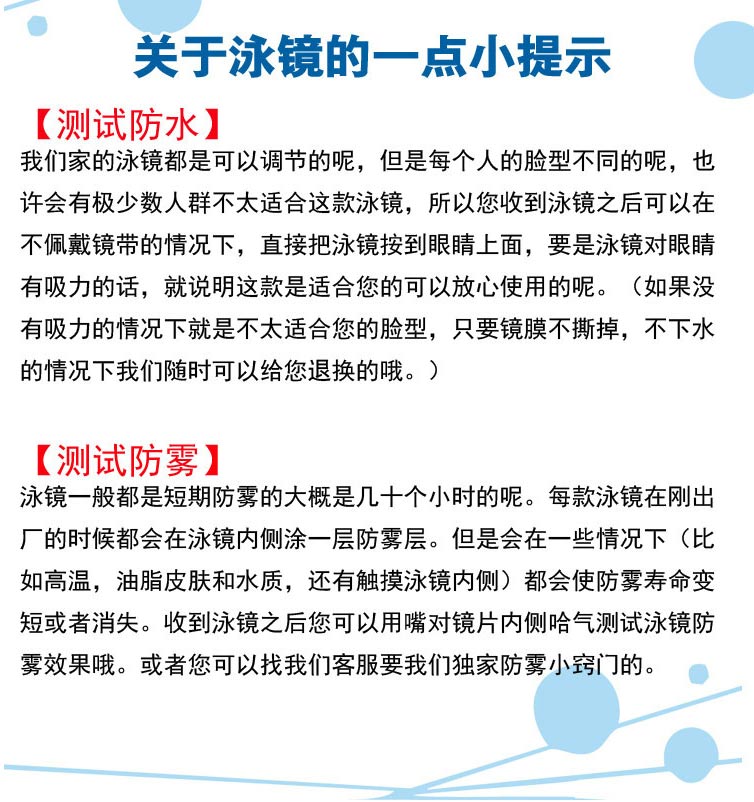 关于泳镜的一点小提示
【测试防水】
我们家的泳镜都是可以调节的呢，但是每个人的脸型不同的呢，也
许会有极少数人群不太适合这款泳镜，所以您收到泳镜之后可以在
不佩戴镜带的情况下，直接把泳镜按到眼睛上面，要是泳镜对眼睛
有吸力的话，就说明这款是适合您的可以放心使用的呢。（如果没
有吸力的情况下就是不太适合您的脸型，只要镜膜不撕掉，不下水
的情况下我们随时可以给您退换的哦。）
【测试防雾】
泳镜一般都是短期防雾的大概是几十个小时的呢。每款泳镜在刚出
厂的时候都会在泳镜内侧涂一层防雾层。但是会在一些情况下（比
如高温，油脂皮肤和水质，还有触摸泳镜内侧）都会使防雾寿命变
短或者消失。收到泳镜之后您可以用嘴对镜片内侧哈气测试泳镜防
雾效果哦。或者您可以找我们客服要我们独家防雾小窍门的。